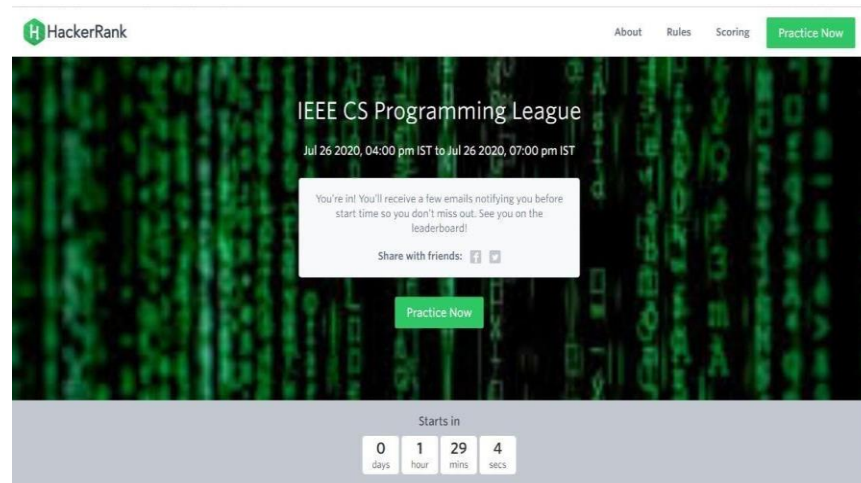 HackerRank
About Rules Scoring Practice Now
IEEE CS Programming League
Jul 26 2020, 04:00 pm IST to Jul 26 2020, 07:00 pm IST
You're in! You'll receive a few emails notifying you before
start time so you don't miss out. See you on the
leaderboard!
Share with friends:
Practice Now
Starts in
0 1 29 4
days hour mins secs